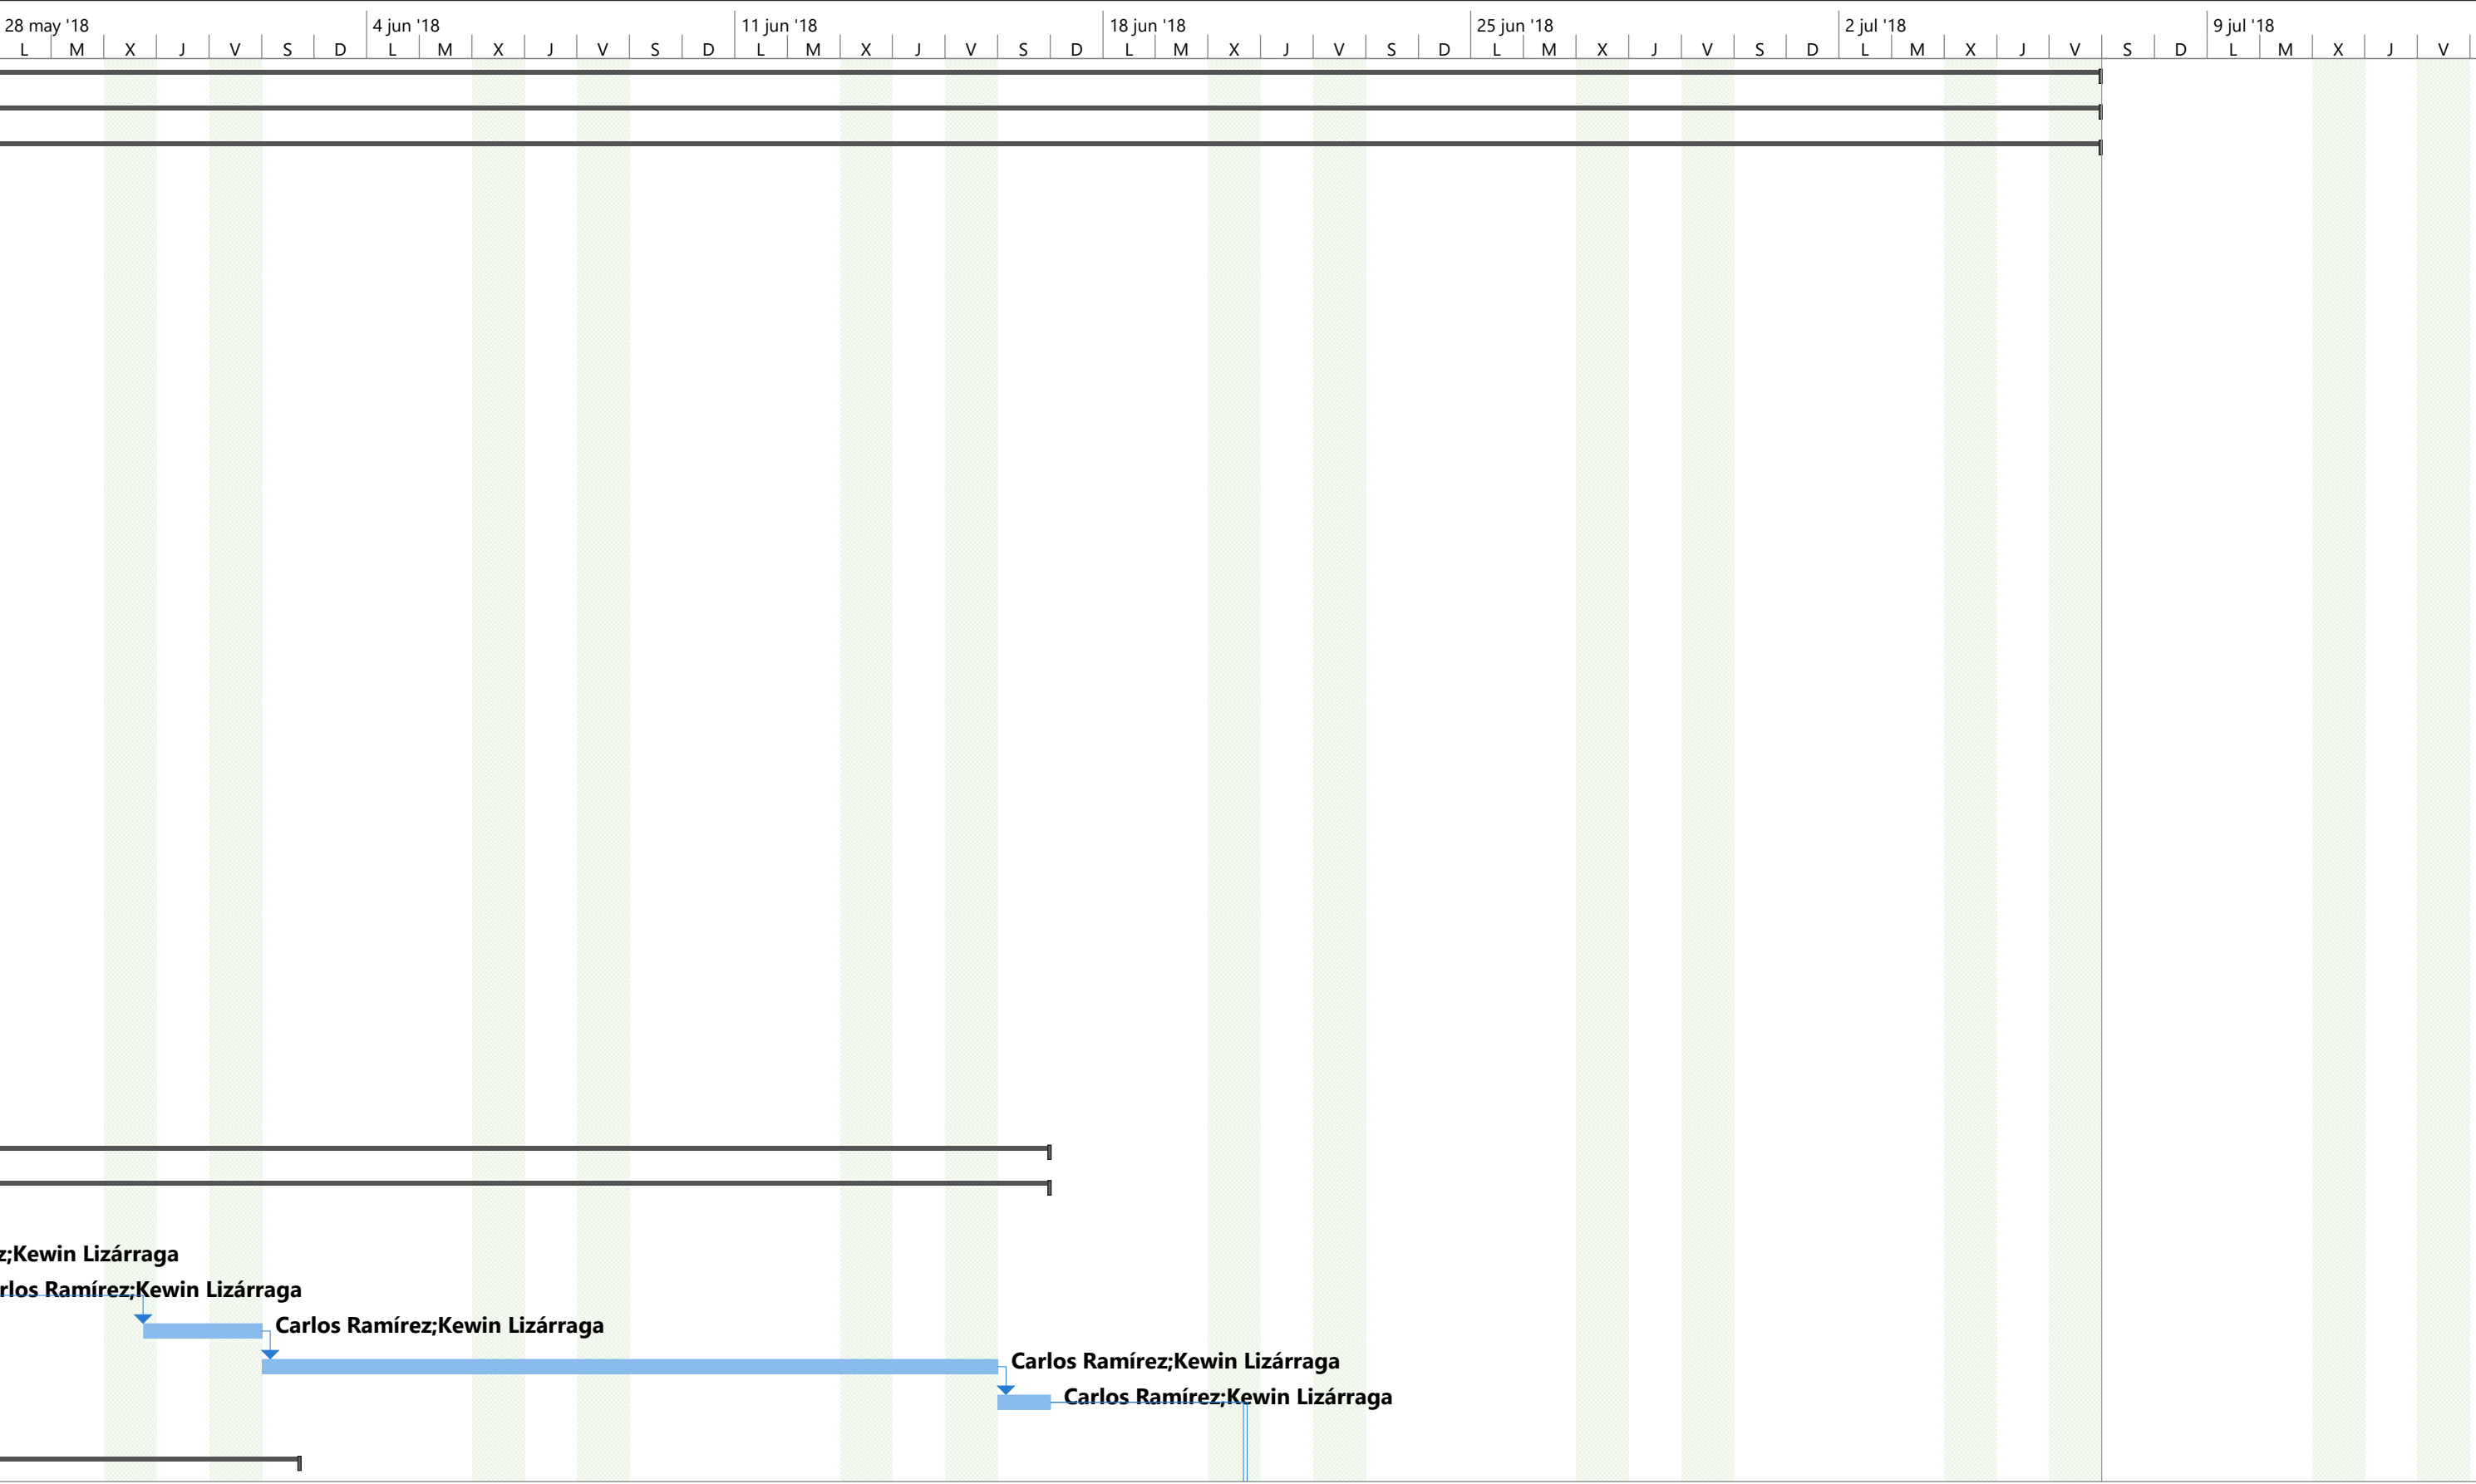 28 may '18 4 jun '18 11 jun '18 18 jun '18 25 jun '18 2 jul '18 9 jul '18
L M X J V S D L M X J V S D L M X J V S D L M X J V S D L M X J V S D L M X J V S D L M X J V
z;Kewin Lizárraga
rlos Ramírez;Kewin Lizárraga
Carlos Ramírez;Kewin Lizárraga
Carlos Ramírez;Kewin Lizárraga
Carlos Ramírez;Kewin Lizárraga